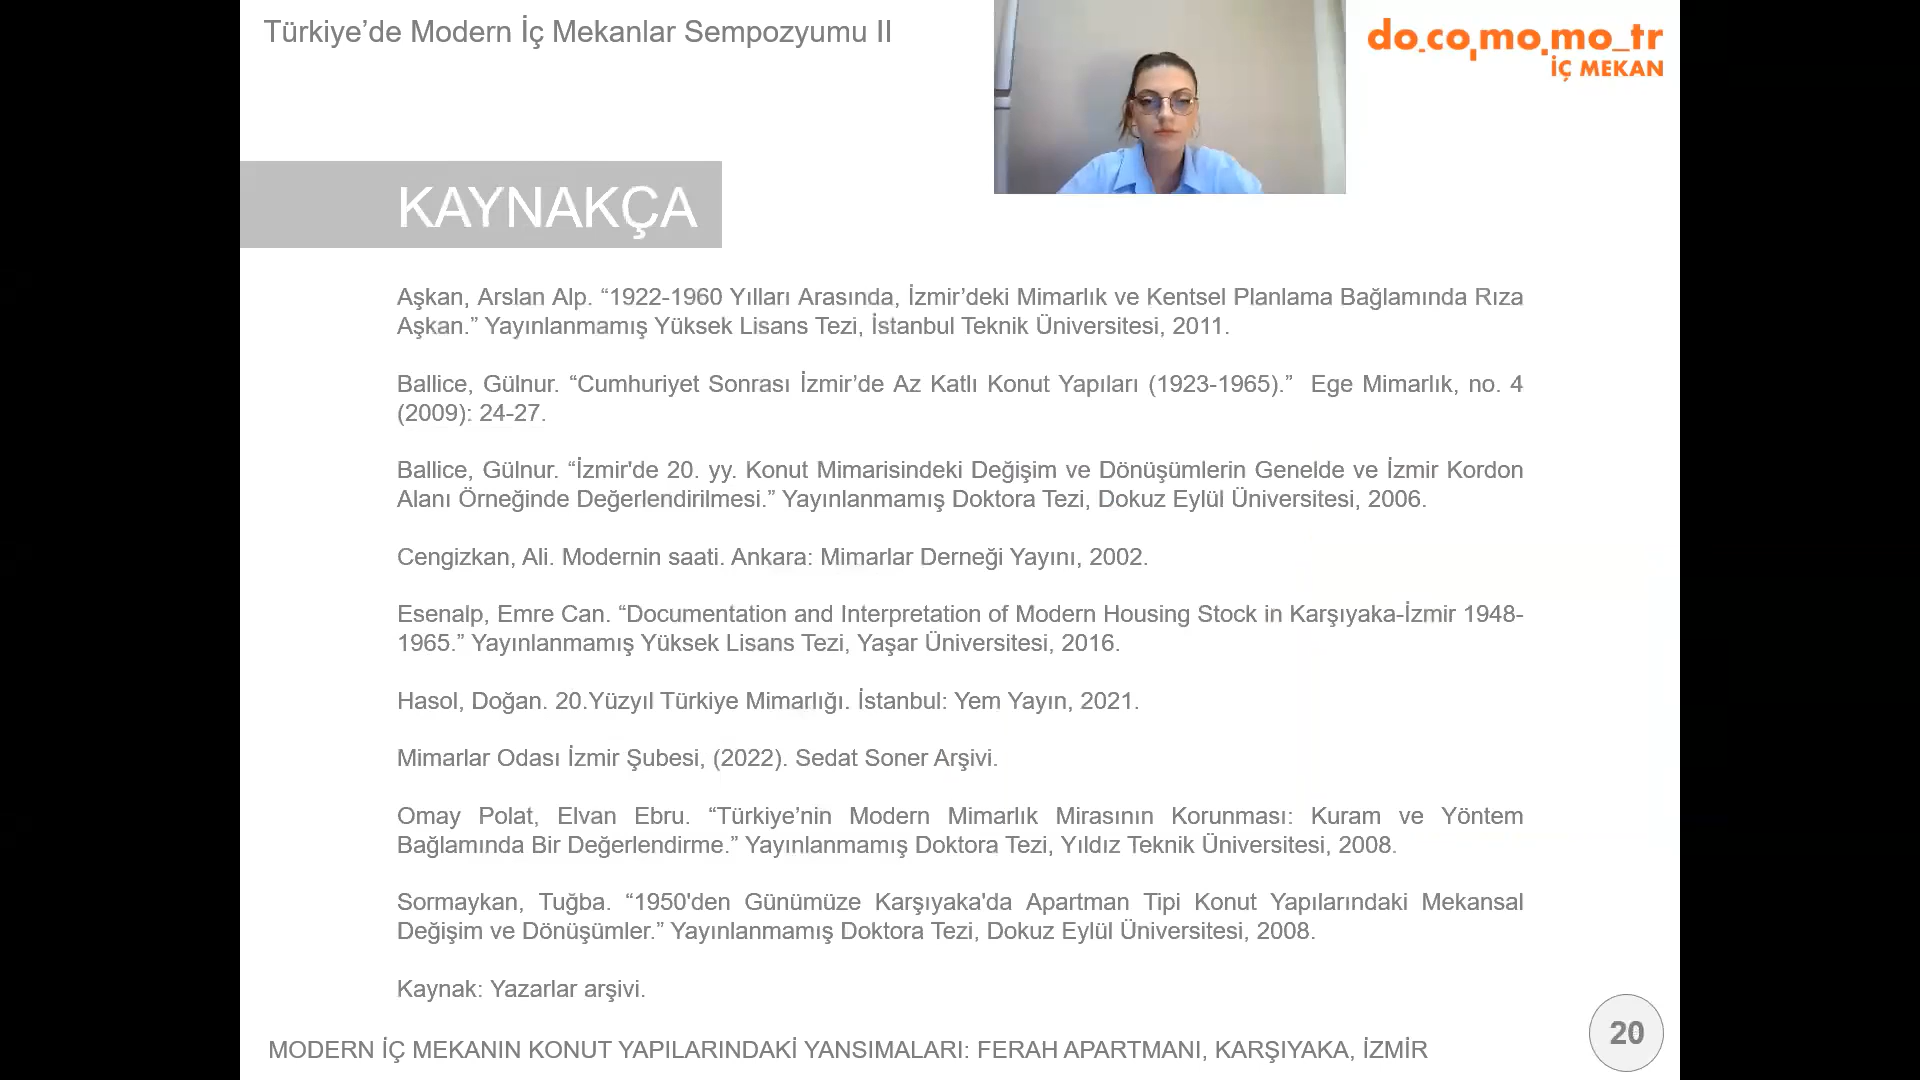 Türkiye’de Modern İç Mekanlar Sempozyumu II
do_co,mo.mo_tr
İÇ MEKAN
KAYNAKÇA
Aşkan, Arslan Alp. “1922-1960 Yılları Arasında, İzmir’deki Mimarlık ve Kentsel Planlama Bağlamında Rıza
Aşkan.” Yayınlanmamış Yüksek Lisans Tezi, İstanbul Teknik Üniversitesi, 2011.
Ballice, Gülnur. “Cumhuriyet Sonrası İzmir’de Az Katlı Konut Yapıları (1923-1965).” Ege Mimarlık, no. 4
(2009): 24-27.
Ballice, Gülnur. “İzmir'de 20. yy. Konut Mimarisindeki Değişim ve Dönüşümlerin Genelde ve İzmir Kordon
Alanı Örneğinde Değerlendirilmesi.” Yayınlanmamış Doktora Tezi, Dokuz Eylül Üniversitesi, 2006.
Cengizkan, Ali. Modernin saati. Ankara: Mimarlar Derneği Yayını, 2002.
Esenalp, Emre Can. “Documentation and Interpretation of Modern Housing Stock in Karşıyaka-İzmir 1948-
1965.” Yayınlanmamış Yüksek Lisans Tezi, Yaşar Üniversitesi, 2016.
Hasol, Doğan. 20.Yüzyıl Türkiye Mimarlığı. İstanbul: Yem Yayın, 2021.
Mimarlar Odası İzmir Şubesi, (2022). Sedat Soner Arşivi.
Omay Polat, Elvan Ebru. “Türkiye’nin Modern Mimarlık Mirasının Korunması: Kuram ve Yöntem
Bağlamında Bir Değerlendirme.” Yayınlanmamış Doktora Tezi, Yıldız Teknik Üniversitesi, 2008.
Sormaykan, Tuğba. “1950'den Günümüze Karşıyaka'da Apartman Tipi Konut Yapılarındaki Mekansal
Değişim ve Dönüşümler.” Yayınlanmamış Doktora Tezi, Dokuz Eylül Üniversitesi, 2008.
Kaynak: Yazarlar arşivi.
MODERN İÇ MEKANIN KONUT YAPILARINDAKİ YANSIMALARI: FERAH APARTMANI, KARŞIYAKA, İZMİR
20